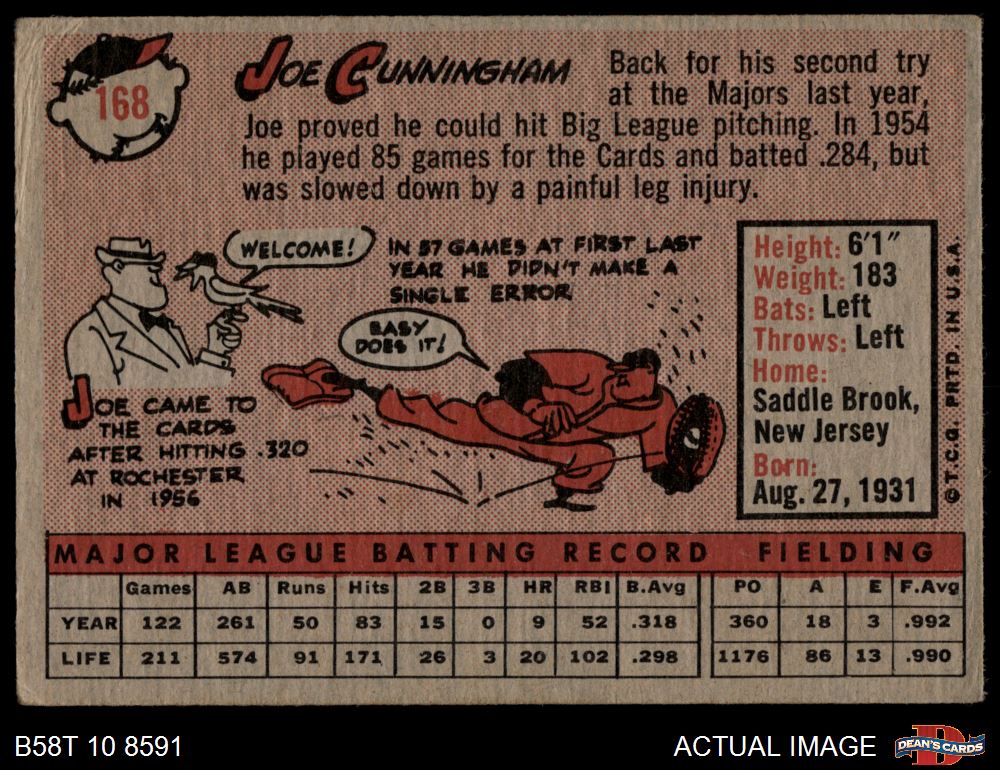 168
JOE CUNNINGHAM
Back for his second try
at the Majors last year,
Joe proved he could hit Big League pitching. In 1954
he played 85 games for the Cards and batted .284, but
was slowed down by a painful leg injury.
WELCOME!
JOE CAME TO
THE CARDS
AFTER HITTING .320
AT ROCHESTER
IN 1956
IN 57 GAMES AT FIRST LAST
YEAR HE DIDN'T MAKE A
SINGLE ERROR
EASY
DOES IT!
Height: 6'1"
Weight: 183
Bats: Left
Throws: Left
Home:
Saddle Brook,
New Jersey
Born:
Aug. 27, 1931
© T.C.G. PRTD. IN U.S.A.
MAJOR LEAGUE BATTING RECORD FIELDING
Games AB Runs Hits 2B 3B HR RBI B.Avg PO A E F.Avg
YEAR 122 261 50 83 15 0 9 52 .318 360 18 3 .992
LIFE 211 574 91 171 26 3 20 102 .298 1176 86 13 .990
B58T 10 8591
ACTUAL IMAGE
D
DEAN'S CARDS